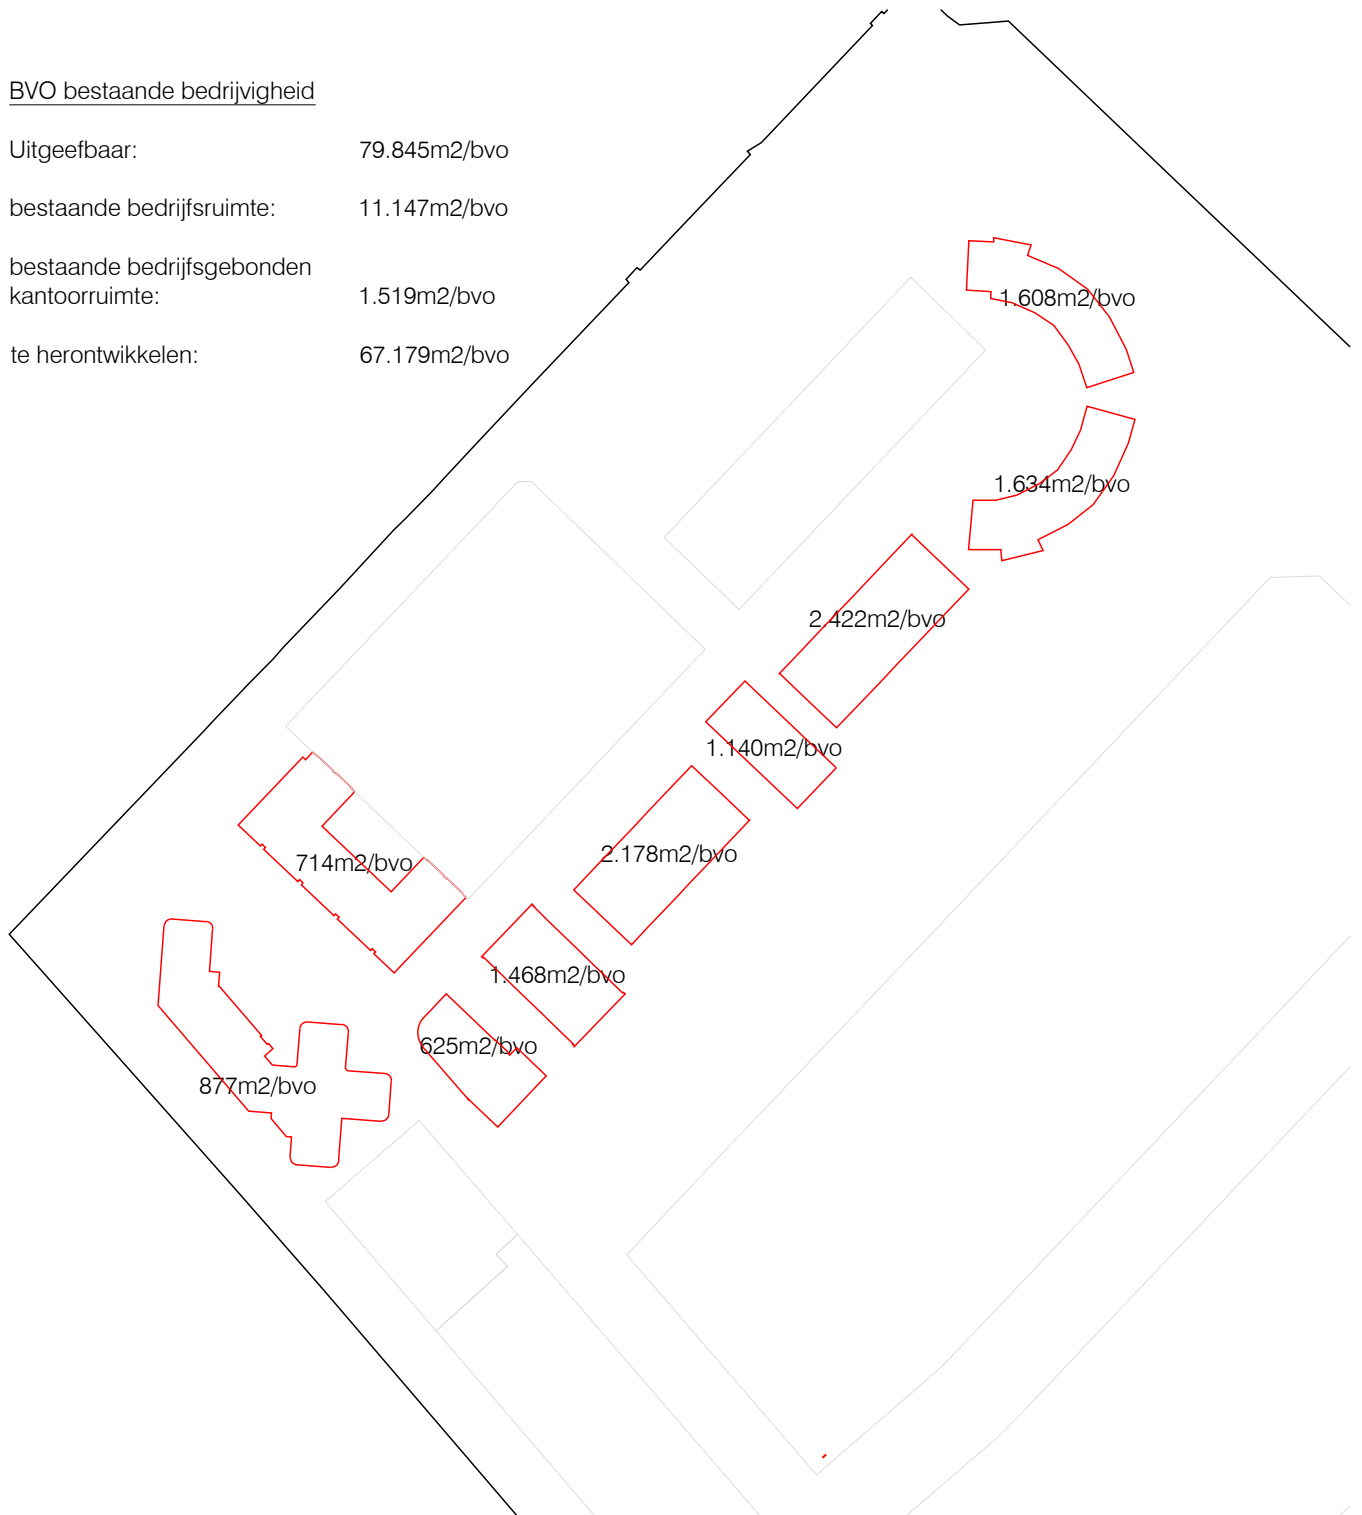 BVO bestaande bedrijvigheid
Uitgeefbaar: 79.845m2/bvo
bestaande bedrijfsruimte: 11.147m2/bvo
bestaande bedrijfsgebonden
kantoorruimte: 1.519m2/bvo
te herontwikkelen: 67.179m2/bvo
1.608m2/bvo
1.634m2/bvo
2.422m2/bvo
1.140m2/bvo
2.178m2/bvo
714m2/bvo
1.468m2/bvo
625m2/bvo
877m2/bvo